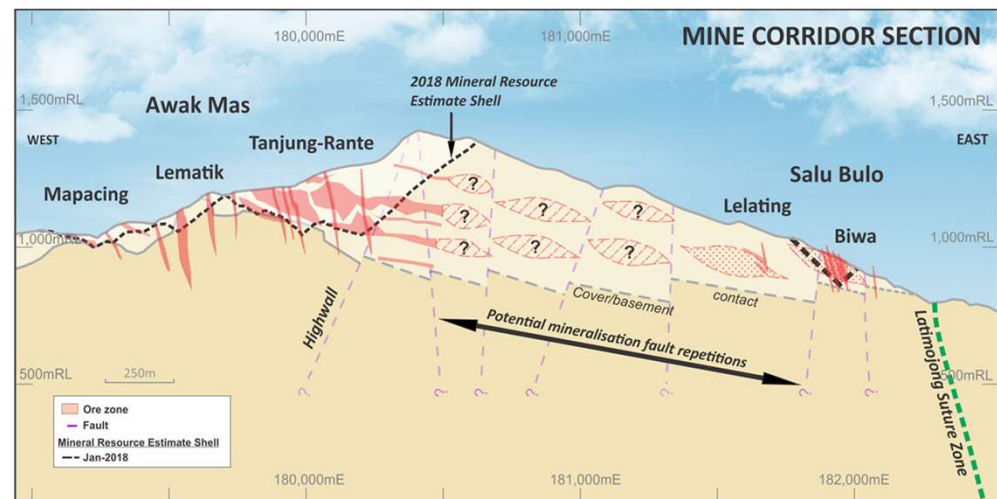 180,000mE
181,000mE
MINE CORRIDOR SECTION
2018 Mineral Resource
Estimate Shell
1,500mRL
1,500mRL
Awak Mas
WEST
EAST
Tanjung-Rante
Lematik
Salu Bulo
Mapacing
Lelating
Biwa
?
?
?
?
?
?
?
1,000mRL
1,000mRL
Cover/basement
contact
Highwall
Potential mineralisation fault repetitions
Latimojong Suture Zone
250m
500mRL
500mRL
?
?
?
?
?
?
?
Ore zone
Fault
Mineral Resource Estimate Shell
Jan-2018
180,000mE
181,000mE
182,000mE